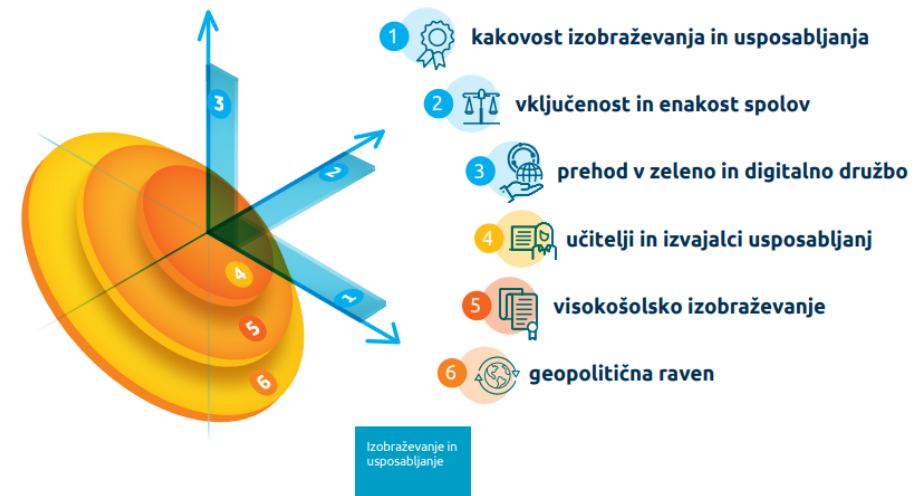 1 kakovost izobraževanja in usposabljanja
2 vključenost in enakost spolov
3 prehod v zeleno in digitalno družbo
4 učitelji in izvajalci usposabljanj
5 visokošolsko izobraževanje
6 geopolitična raven
3
2
1
4
5
6
Izobraževanje in
usposabljanje